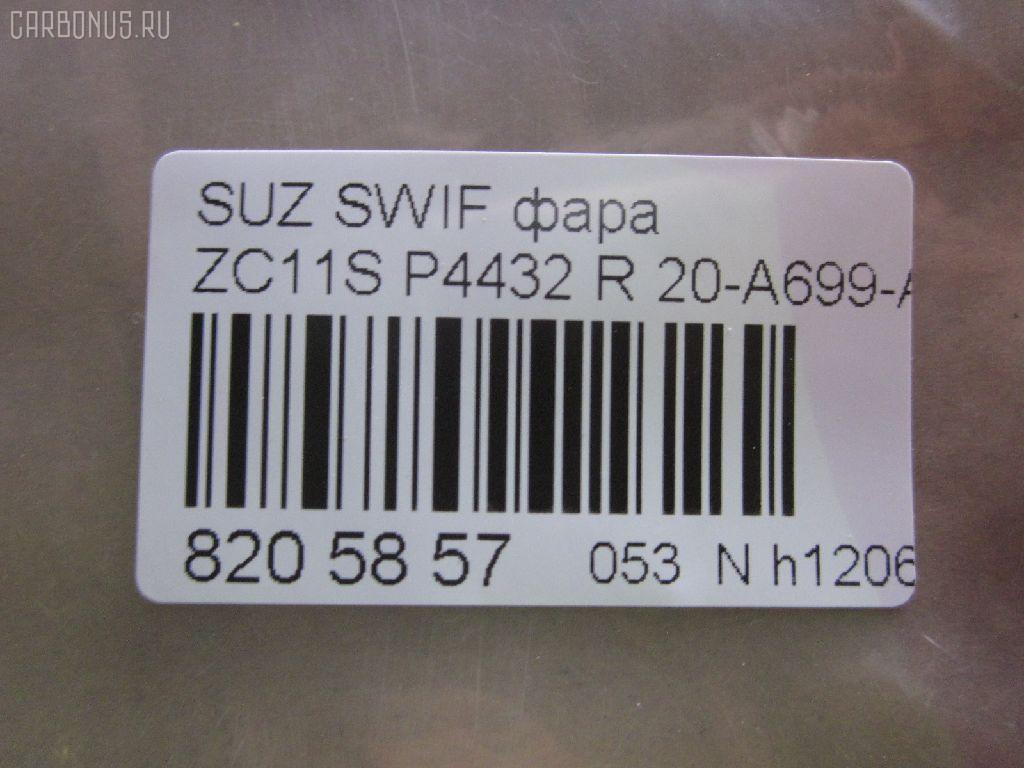 CARBONUS.RU
SUZ SWIF фара
ZC11S P4432 R 20-A699-A
820 58 57 053 N h1206